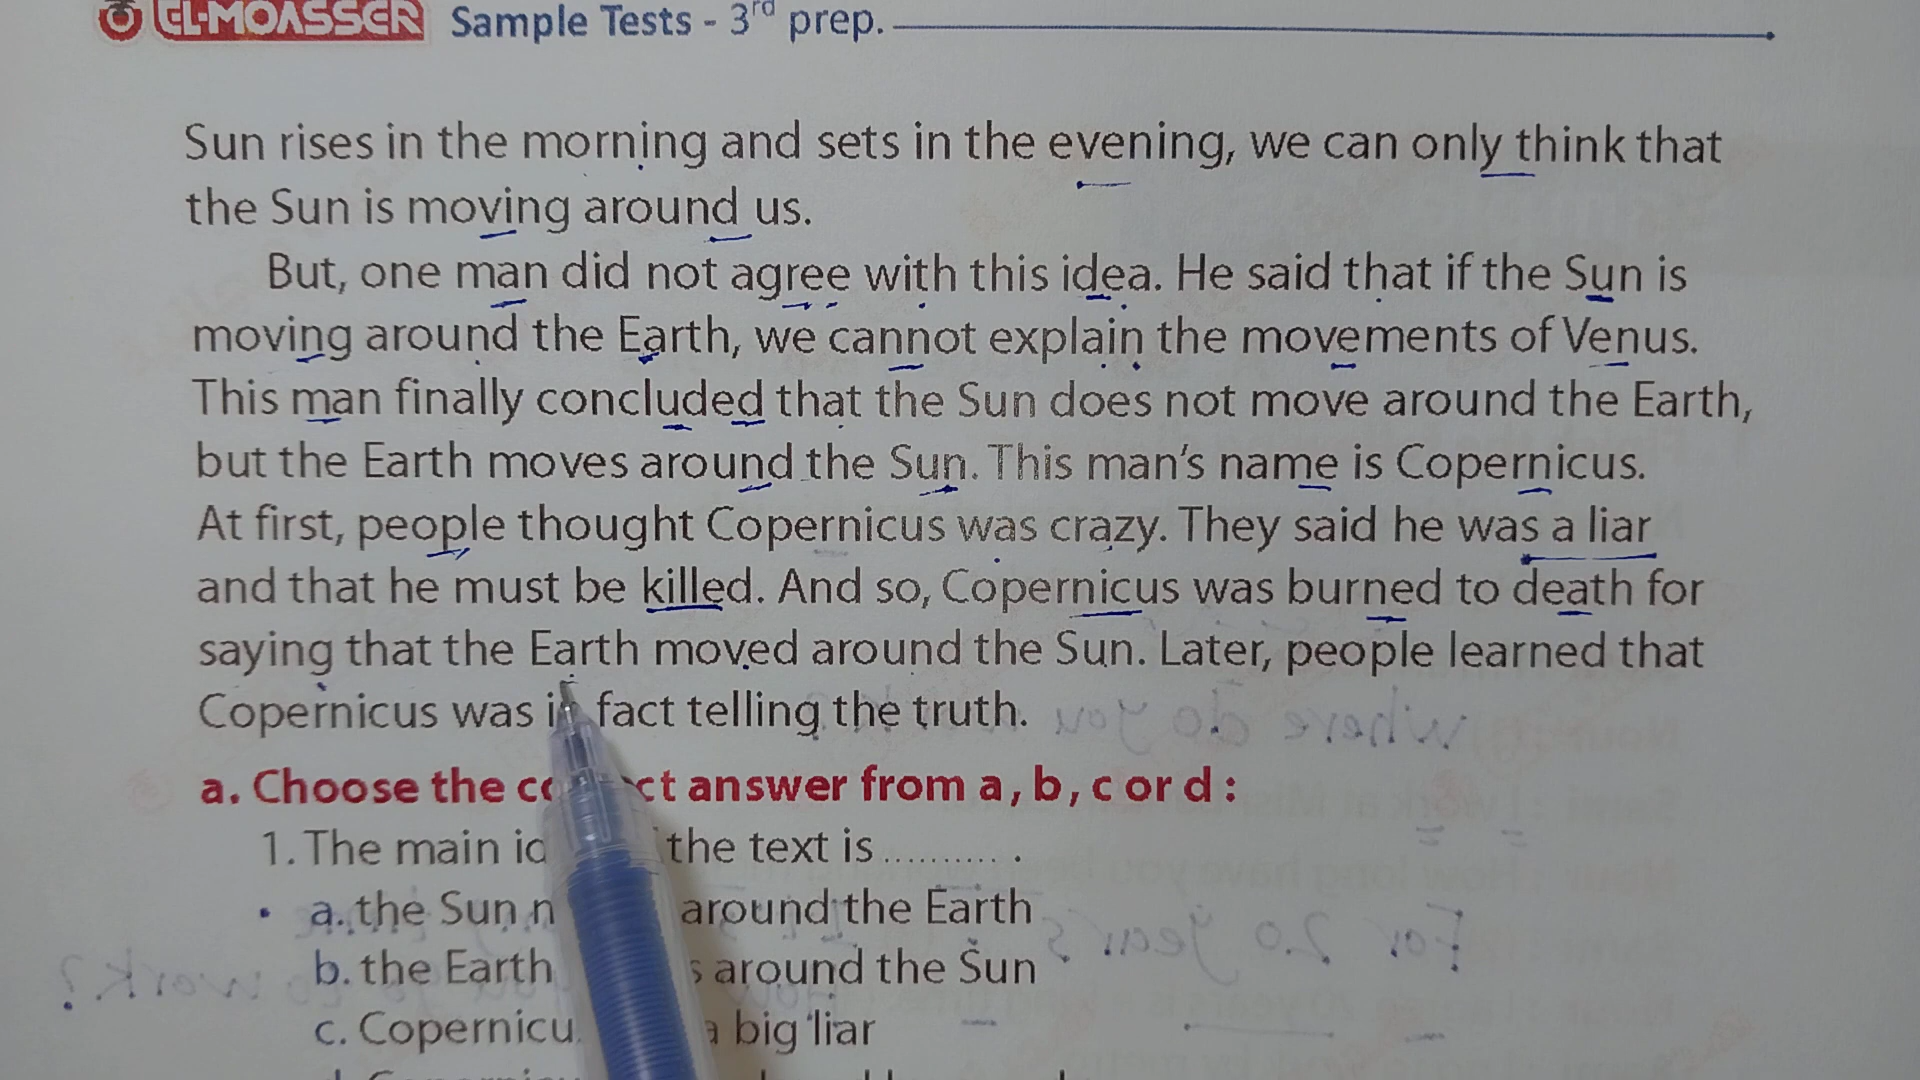 EL-MOASSER Sample Tests - 3rd prep.
Sun rises in the morning and sets in the evening, we can only think that
the Sun is moving around us.
But, one man did not agree with this idea. He said that if the Sun is
moving around the Earth, we cannot explain the movements of Venus.
This man finally concluded that the Sun does not move around the Earth,
but the Earth moves around the Sun. This man's name is Copernicus.
At first, people thought Copernicus was crazy. They said he was a liar
and that he must be killed. And so, Copernicus was burned to death for
saying that the Earth moved around the Sun. Later, people learned that
Copernicus was in fact telling the truth.
a. Choose the correct answer from a, b, c or d :
1. The main the text is .......... .
a. the Sun around the Earth
b. the Earth around the Sun
c. a big liar